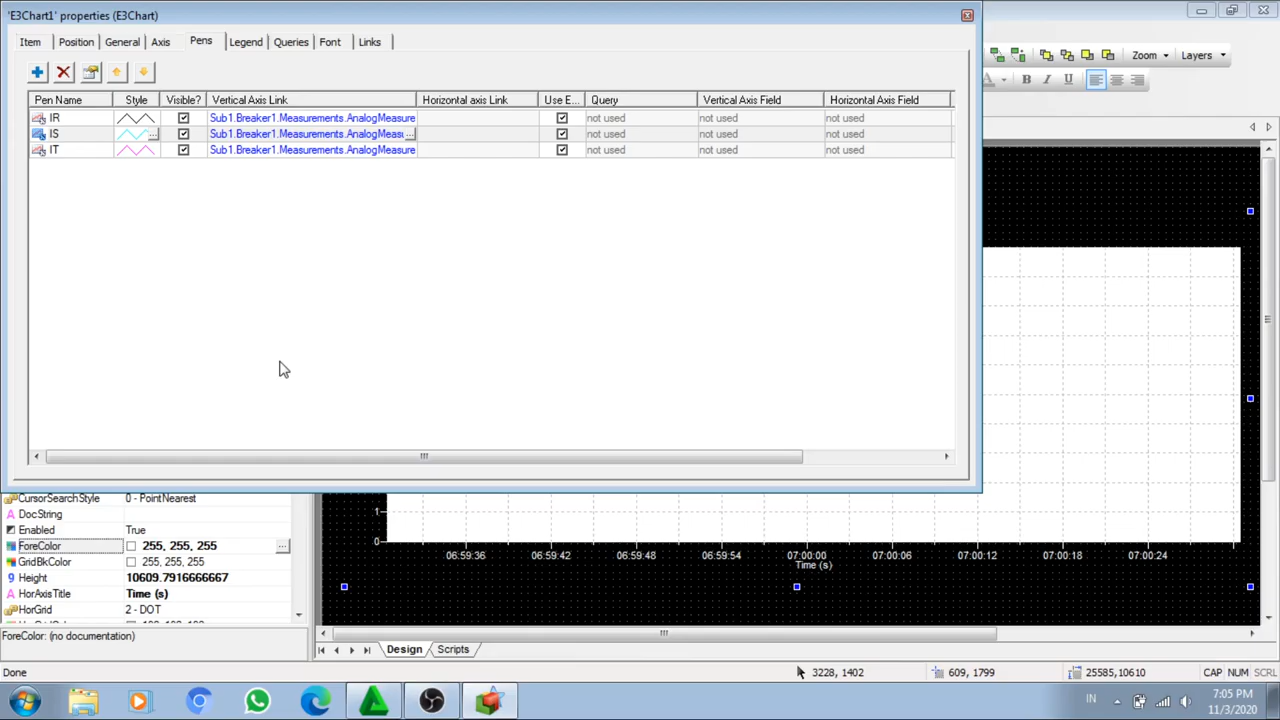 'E3Chart1' properties (E3Chart)
Item Position General Axis Pens Legend Queries Font Links
Zoom Layers
B I U
Pen Name Style Visible? Vertical Axis Link Horizontal axis Link Use E... Query Vertical Axis Field Horizontal Axis Field
IR Sub1.Breaker1.Measurements.AnalogMeasure not used not used not used
IS ... Sub1.Breaker1.Measurements.AnalogMeasu ... not used not used not used
IT Sub1.Breaker1.Measurements.AnalogMeasure not used not used not used
CursorSearchStyle 0 - PointNearest
DocString
Enabled True
ForeColor 255, 255, 255 ...
GridBkColor 255, 255, 255
Height 10609.7916666667
HorAxisTitle Time (s)
HorGrid 2 - DOT
ForeColor: (no documentation)
1
0
06:59:36 06:59:42 06:59:48 06:59:54 07:00:00 07:00:06 07:00:12 07:00:18 07:00:24
Time (s)
Design Scripts
Done 3228, 1402 609, 1799 25585,10610 CAP NUM SCRL
IN 7:05 PM
11/3/2020